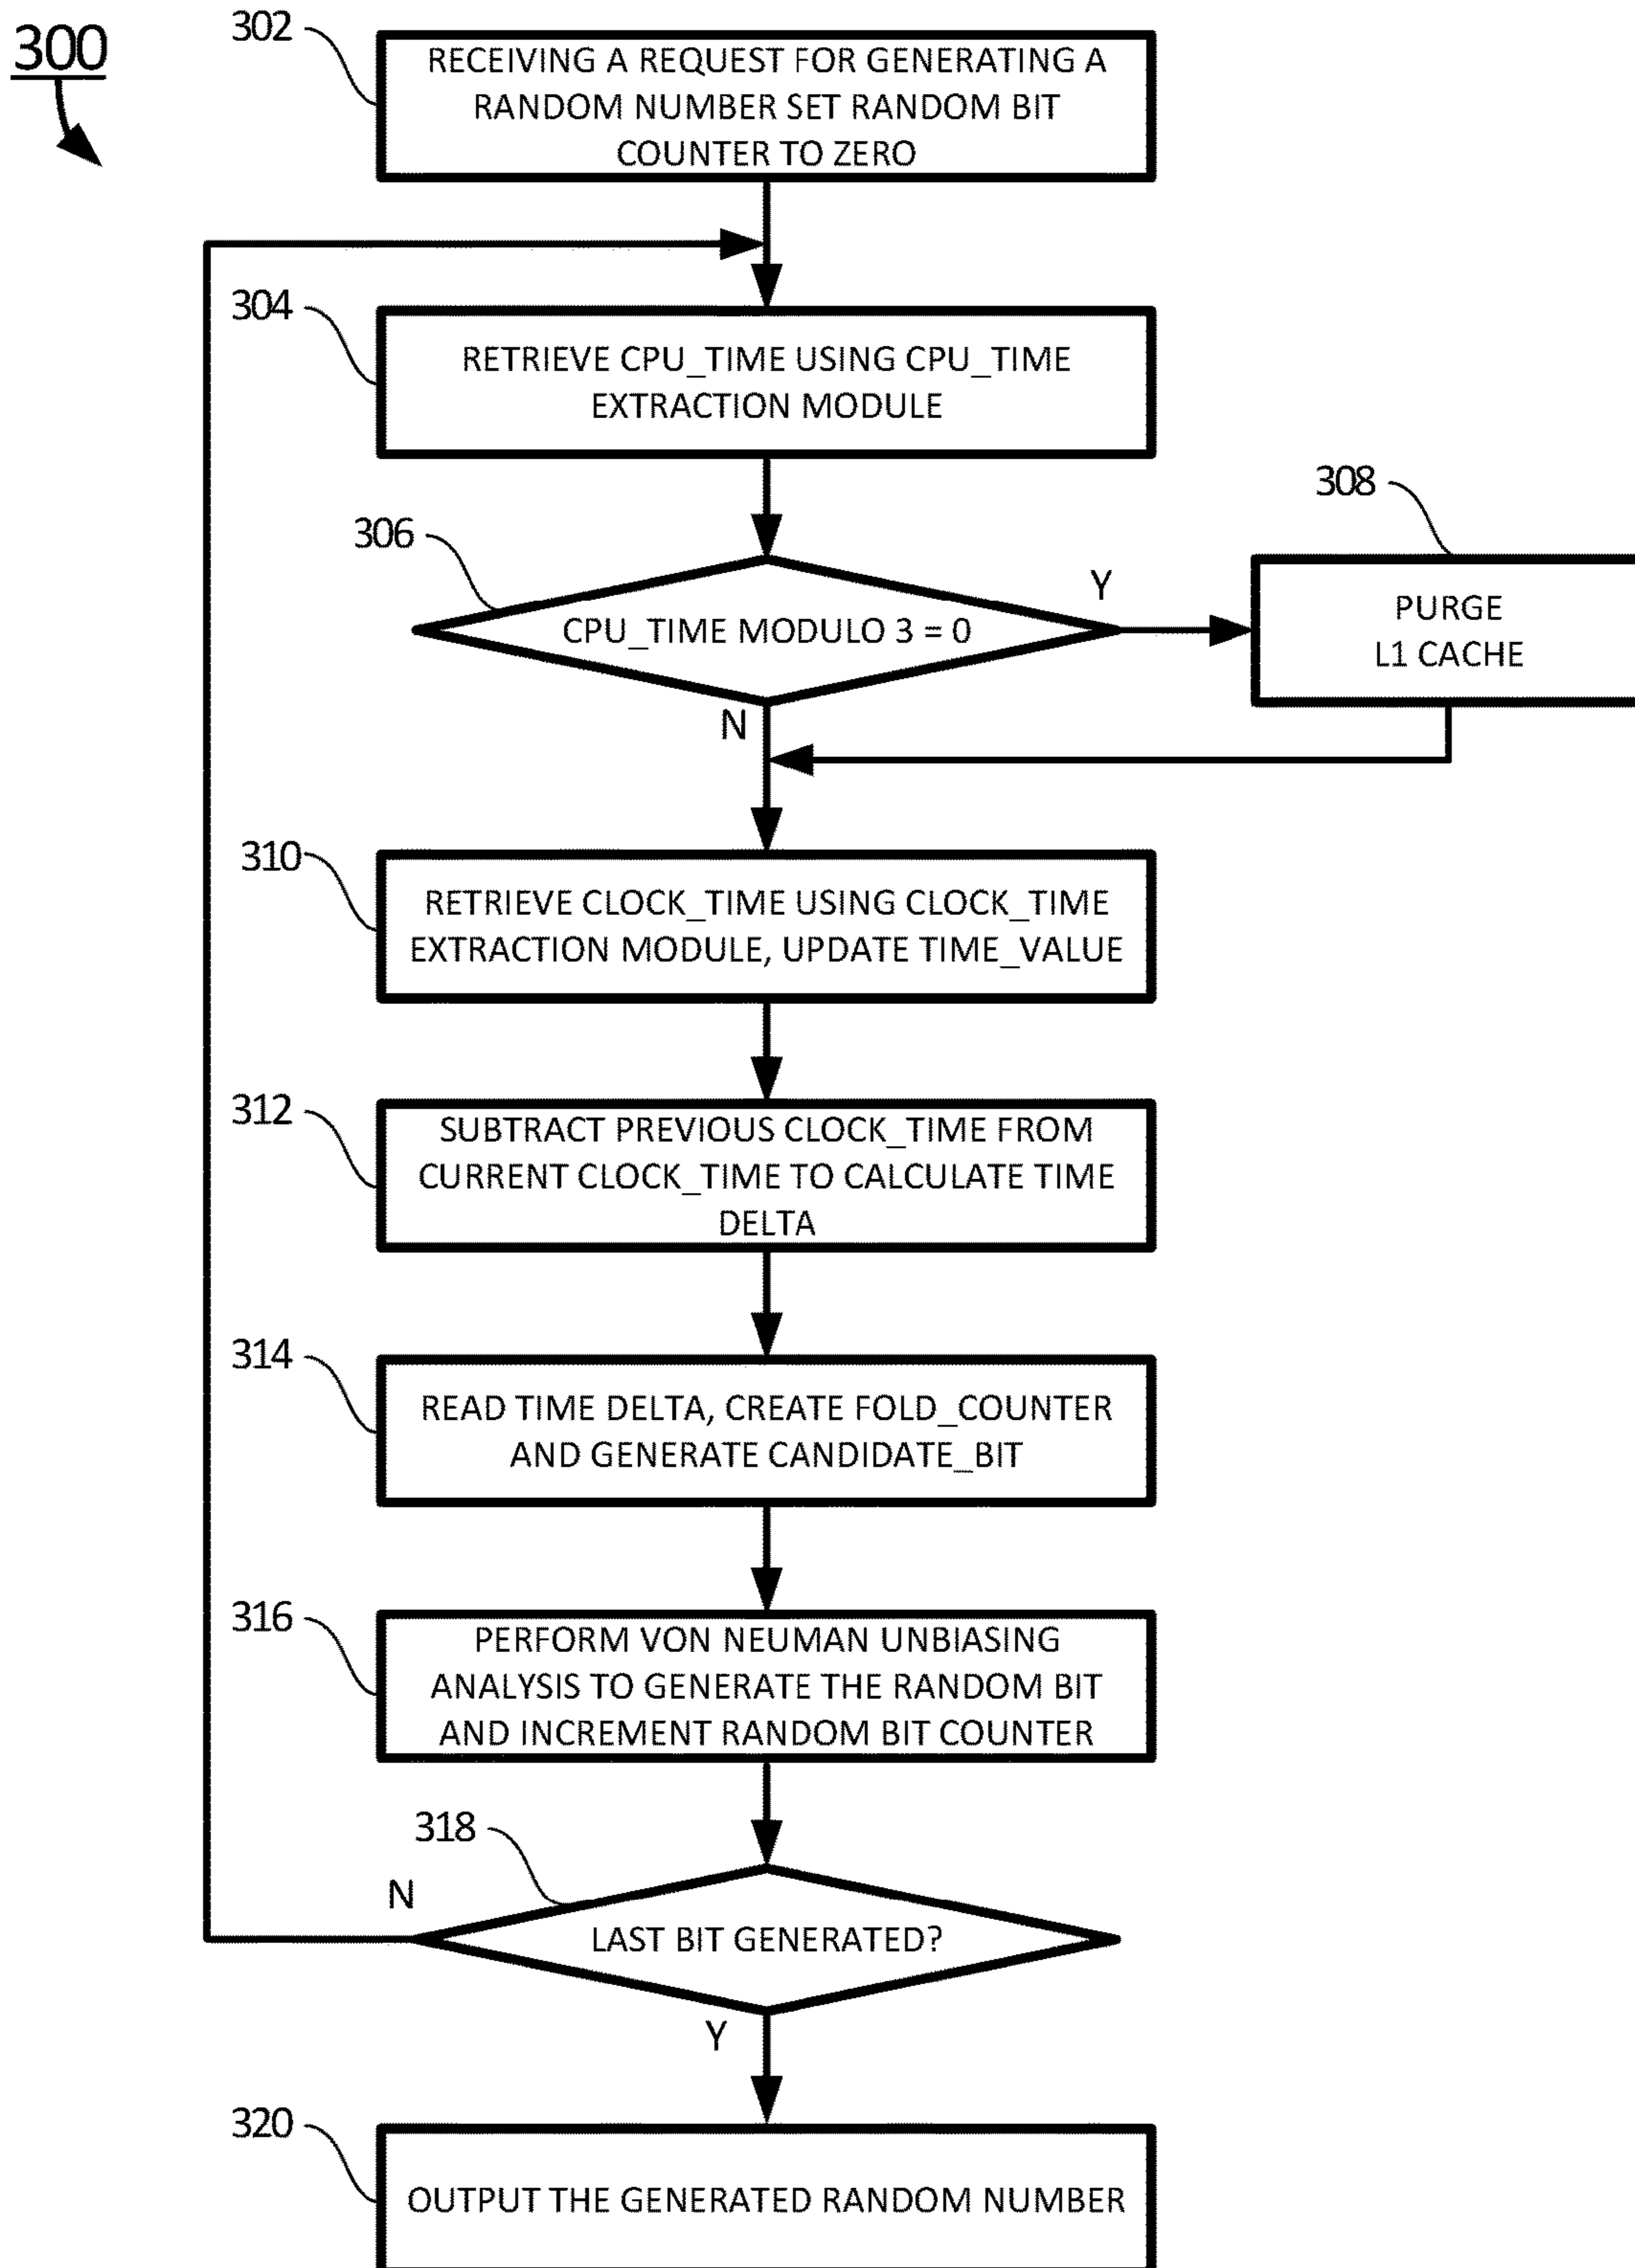 300
302
RECEIVING A REQUEST FOR GENERATING A
RANDOM NUMBER SET RANDOM BIT
COUNTER TO ZERO
304
RETRIEVE CPU_TIME USING CPU_TIME
EXTRACTION MODULE
306
CPU_TIME MODULO 3 = 0
Y
N
308
PURGE
L1 CACHE
310
RETRIEVE CLOCK_TIME USING CLOCK_TIME
EXTRACTION MODULE, UPDATE TIME_VALUE
312
SUBTRACT PREVIOUS CLOCK_TIME FROM
CURRENT CLOCK_TIME TO CALCULATE TIME
DELTA
314
READ TIME DELTA, CREATE FOLD_COUNTER
AND GENERATE CANDIDATE_BIT
316
PERFORM VON NEUMAN UNBIASING
ANALYSIS TO GENERATE THE RANDOM BIT
AND INCREMENT RANDOM BIT COUNTER
318
N
LAST BIT GENERATED?
Y
320
OUTPUT THE GENERATED RANDOM NUMBER